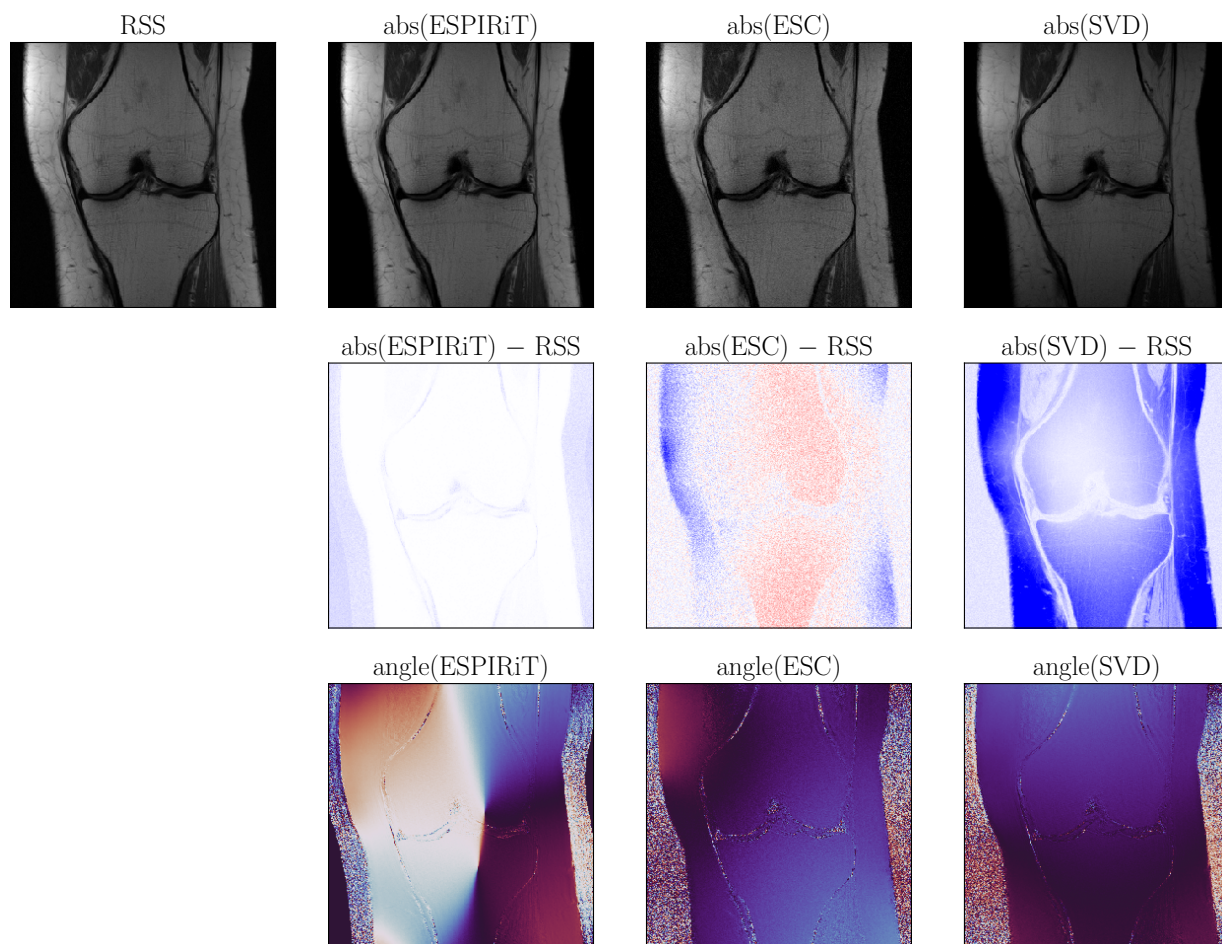 RSS
abs(ESPIRiT)
abs(ESC)
abs(SVD)
abs(ESPIRiT) − RSS
abs(ESC) − RSS
abs(SVD) − RSS
angle(ESPIRiT)
angle(ESC)
angle(SVD)